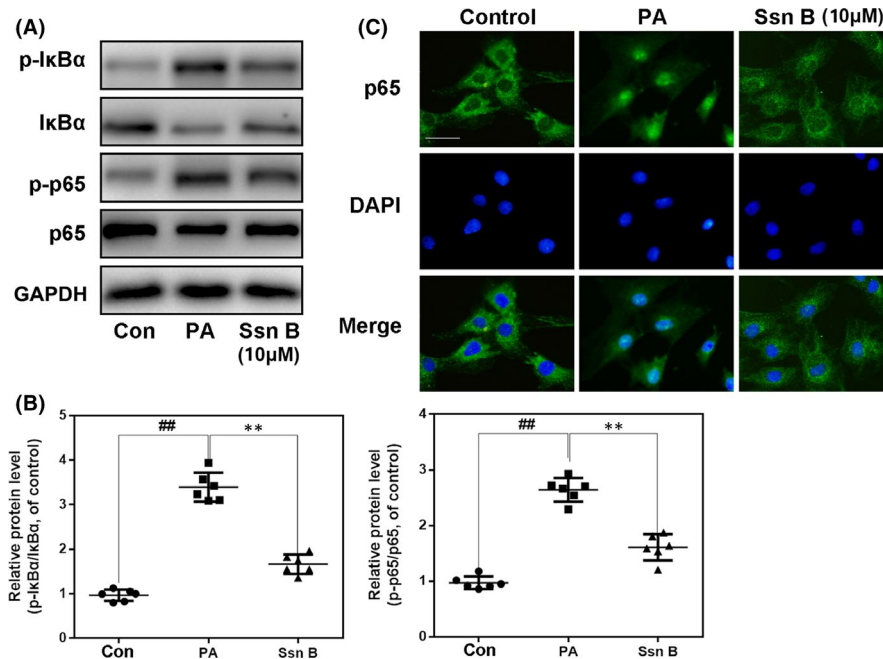 (A)
p-IκBα
IκBα
p-p65
p65
GAPDH
Con PA Ssn B
(10μM)
(C)
Control PA Ssn B (10μM)
p65
DAPI
Merge
(B)
Relative protein level
(p-IκBα/IκBα, of control)
5
4
3
2
1
0
## **
Con PA Ssn B
Relative protein level
(p-p65/p65, of control)
4
3
2
1
0
## **
Con PA Ssn B